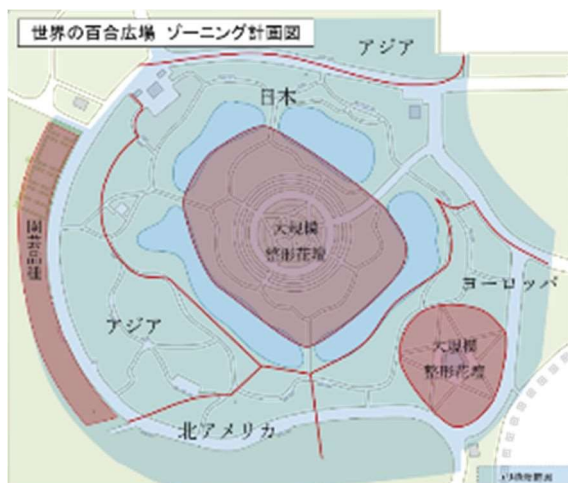 世界の百合広場 ゾーニング計画図
アジア
日本
大規模
整形花壇
園芸品種
ヨーロッパ
アジア
大規模
整形花壇
北アメリカ